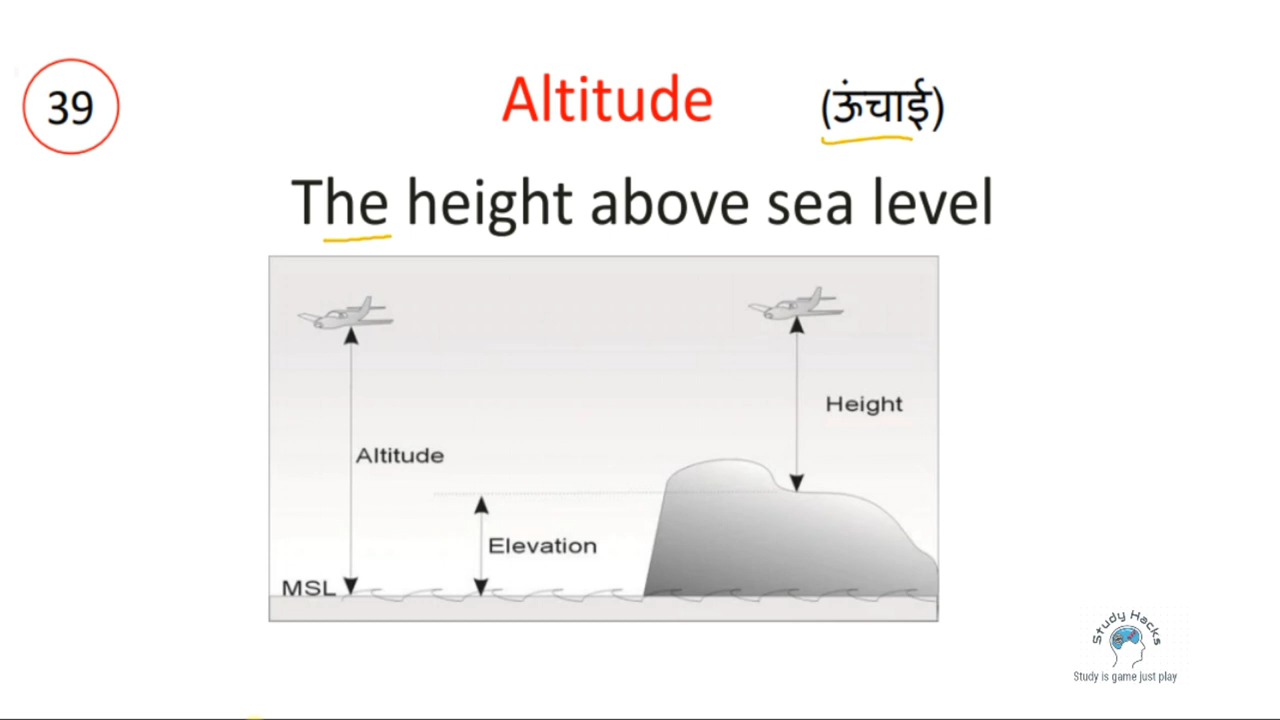 39
Altitude (ऊंचाई)
The height above sea level
Height
Altitude
Elevation
MSL
Study Hacks
Study is game just play